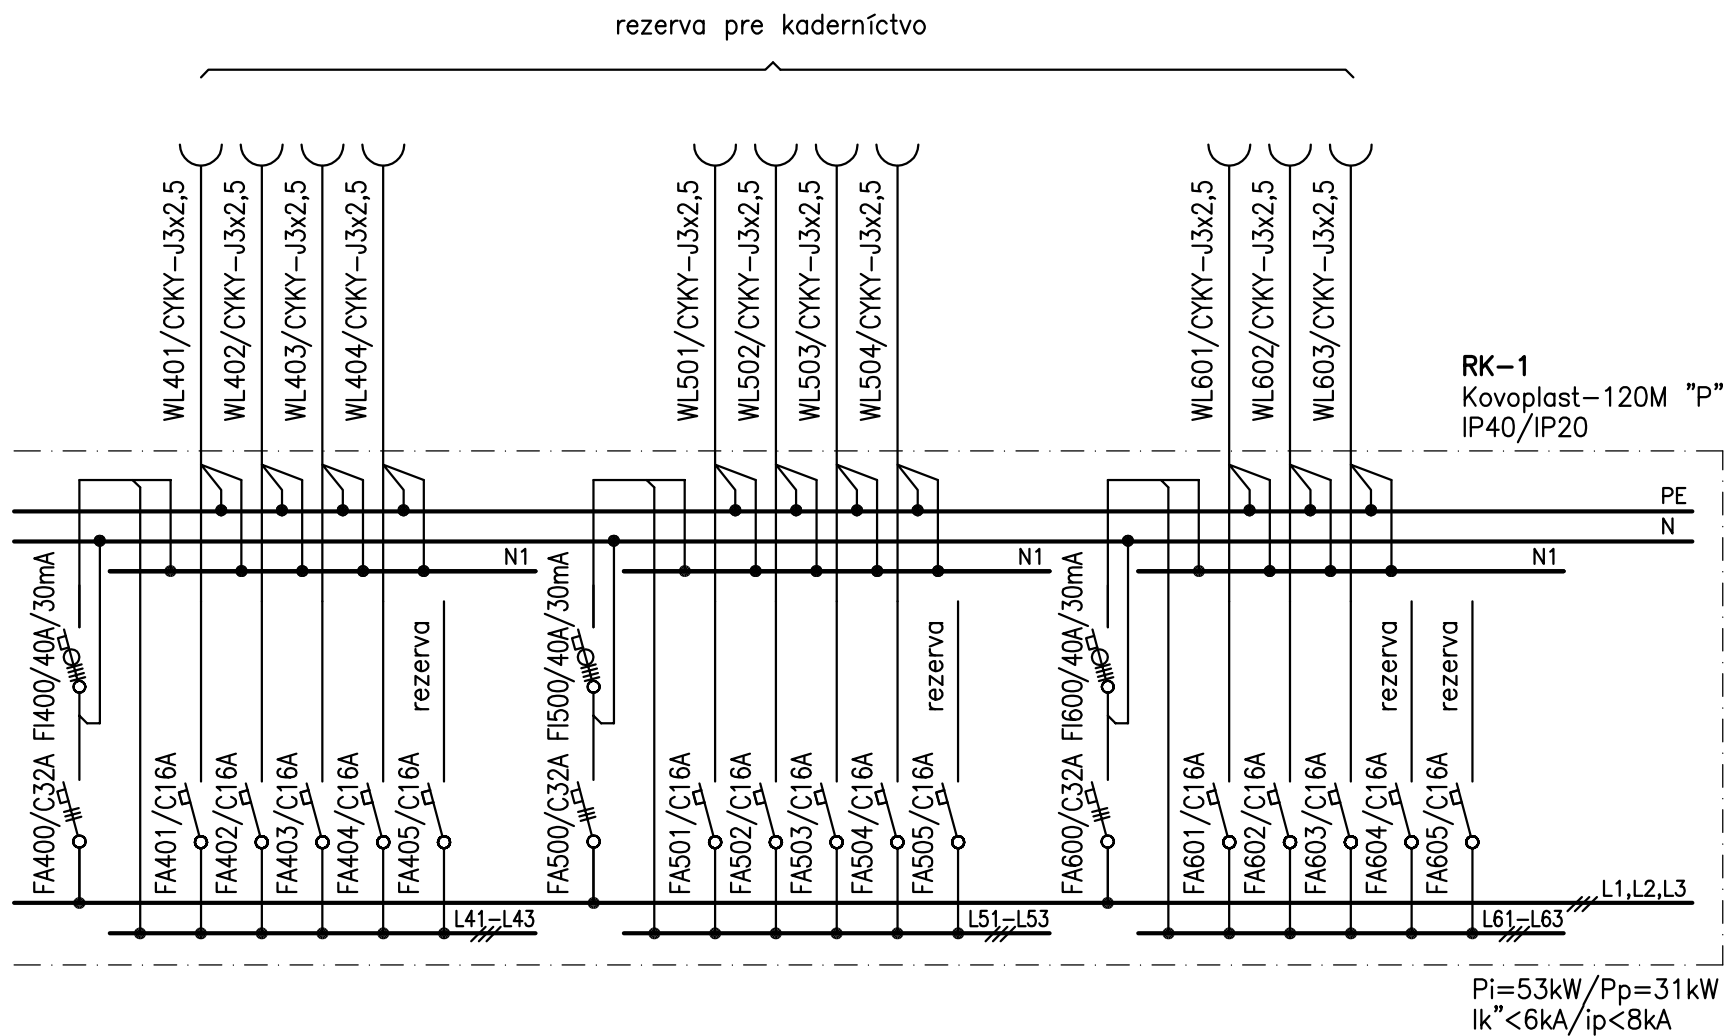 rezerva pre kaderníctvo
WL401/CYKY-J3x2,5
WL402/CYKY-J3x2,5
WL403/CYKY-J3x2,5
WL404/CYKY-J3x2,5
WL501/CYKY-J3x2,5
WL502/CYKY-J3x2,5
WL503/CYKY-J3x2,5
WL504/CYKY-J3x2,5
WL601/CYKY-J3x2,5
WL602/CYKY-J3x2,5
WL603/CYKY-J3x2,5
RK-1
Kovoplast-120M "P"
IP40/IP20
PE
N
N1
N1
N1
FI400/40A/30mA
rezerva
FI500/40A/30mA
rezerva
FI600/40A/30mA
rezerva
rezerva
FA400/C32A
FA401/C16A
FA402/C16A
FA403/C16A
FA404/C16A
FA405/C16A
FA500/C32A
FA501/C16A
FA502/C16A
FA503/C16A
FA504/C16A
FA505/C16A
FA600/C32A
FA601/C16A
FA602/C16A
FA603/C16A
FA604/C16A
FA605/C16A
L1,L2,L3
L41-L43
L51-L53
L61-L63
Pi=53kW/Pp=31kW
Ik"<6kA/ip<8kA